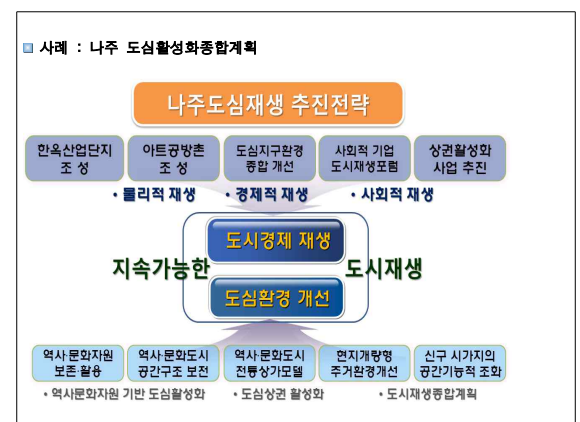 사례 : 나주 도심활성화종합계획
나주도심재생 추진전략
한옥산업단지
조 성
아트공방촌
조 성
도심지구환경
종합 개선
사회적 기업
도시재생포럼
상권활성화
사업 추진
• 물리적 재생 • 경제적 재생 • 사회적 재생
도시경제 재생
지속가능한 도시재생
도심환경 개선
역사·문화자원
보존·활용
역사·문화도시
공간구조 보전
역사·문화도시
전통상가모델
현지개량형
주거환경개선
신구 시가지의
공간기능적 조화
• 역사문화자원 기반 도심활성화 • 도심상권 활성화 • 도시재생종합계획